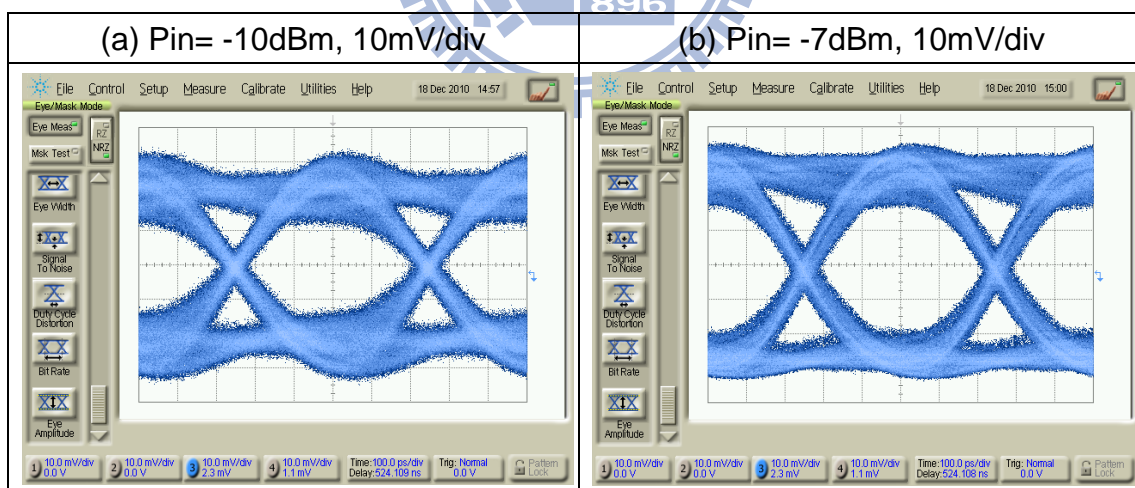 896
(a) Pin= -10dBm, 10mV/div
(b) Pin= -7dBm, 10mV/div
File Control Setup Measure Calibrate Utilities Help 18 Dec 2010 14:57
Eye/Mask Mode
Eye Meas
RZ
NRZ
Msk Test
Eye Width
Signal
To Noise
Duty Cycle
Distortion
Bit Rate
Eye
Amplitude
1) 10.0 mV/div
0.0 V
2) 10.0 mV/div
0.0 V
3) 10.0 mV/div
2.3 mV
4) 10.0 mV/div
1.1 mV
Time:100.0 ps/div
Delay:524.109 ns
Trig: Normal
0.0 V
Pattern
Lock
File Control Setup Measure Calibrate Utilities Help 18 Dec 2010 15:00
Eye/Mask Mode
Eye Meas
RZ
NRZ
Msk Test
Eye Width
Signal
To Noise
Duty Cycle
Distortion
Bit Rate
Eye
Amplitude
1) 10.0 mV/div
0.0 V
2) 10.0 mV/div
0.0 V
3) 10.0 mV/div
2.3 mV
4) 10.0 mV/div
1.1 mV
Time:100.0 ps/div
Delay:524.108 ns
Trig: Normal
0.0 V
Pattern
Lock